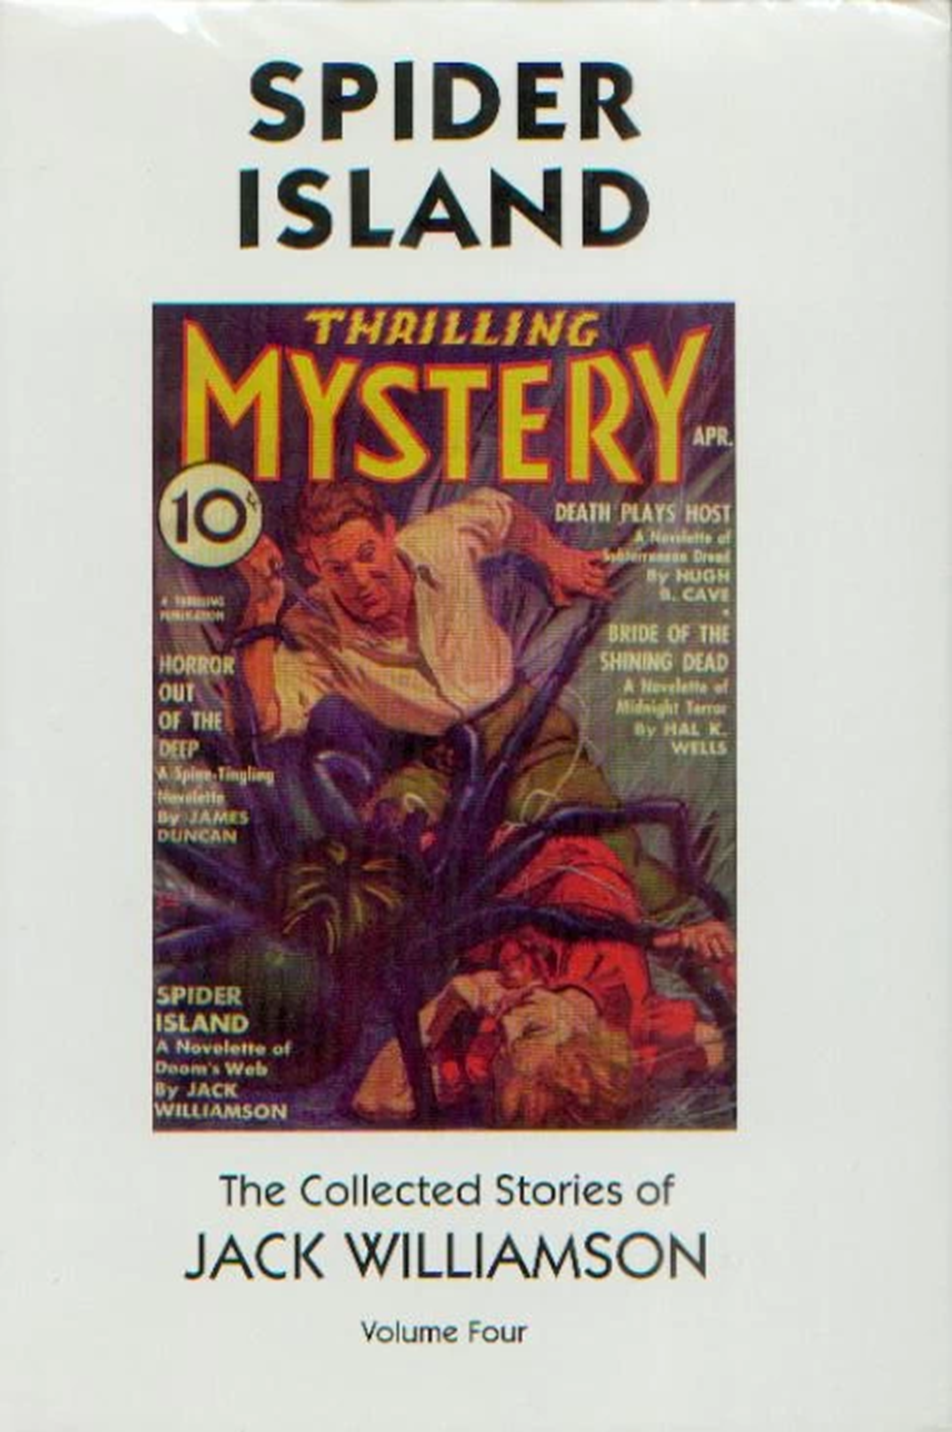 SPIDER
ISLAND
THRILLING
MYSTERY
APR.
10¢
A THRILLING
PUBLICATION
DEATH PLAYS HOST
A Novelette of
Subterranean Dread
By HUGH
B. CAVE
BRIDE OF THE
SHINING DEAD
A Novelette of
Midnight Terror
By HAL K.
WELLS
HORROR
OUT
OF THE
DEEP
A Spine-Tingling
Novelette
By JAMES
DUNCAN
SPIDER
ISLAND
A Novelette of
Doom's Web
By JACK
WILLIAMSON
The Collected Stories of
JACK WILLIAMSON
Volume Four